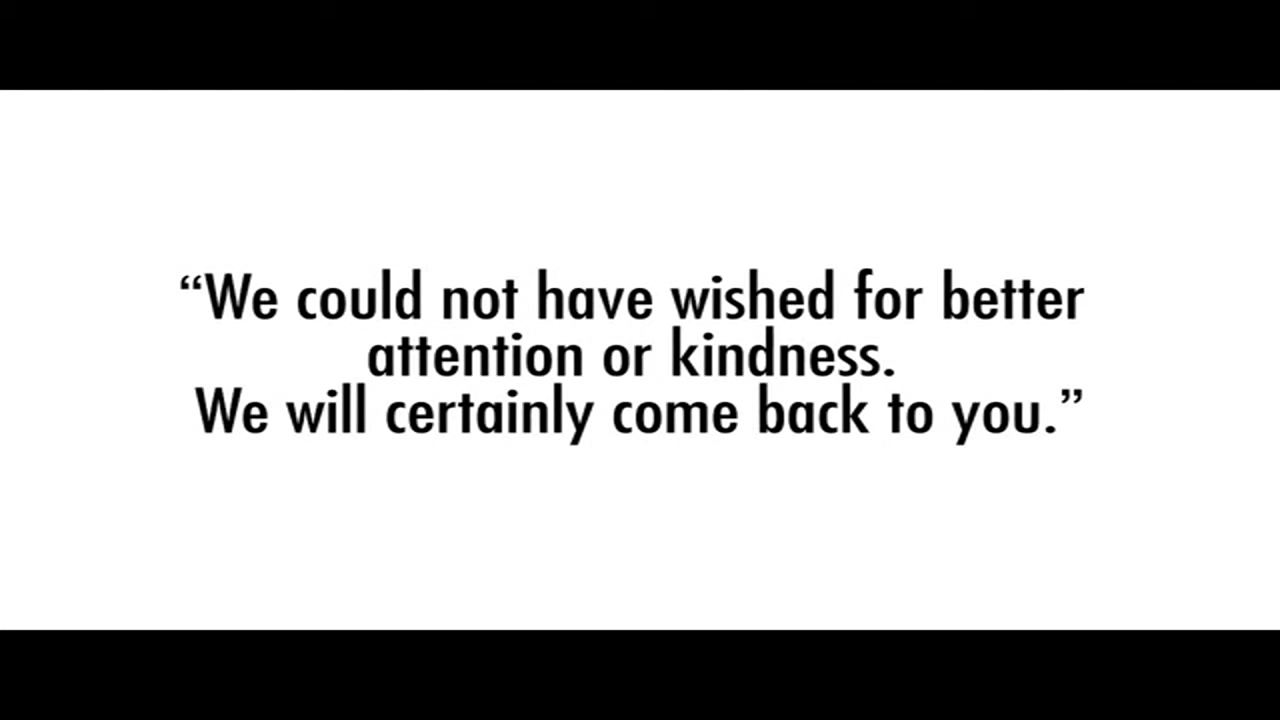 “We could not have wished for better
attention or kindness.
We will certainly come back to you.”